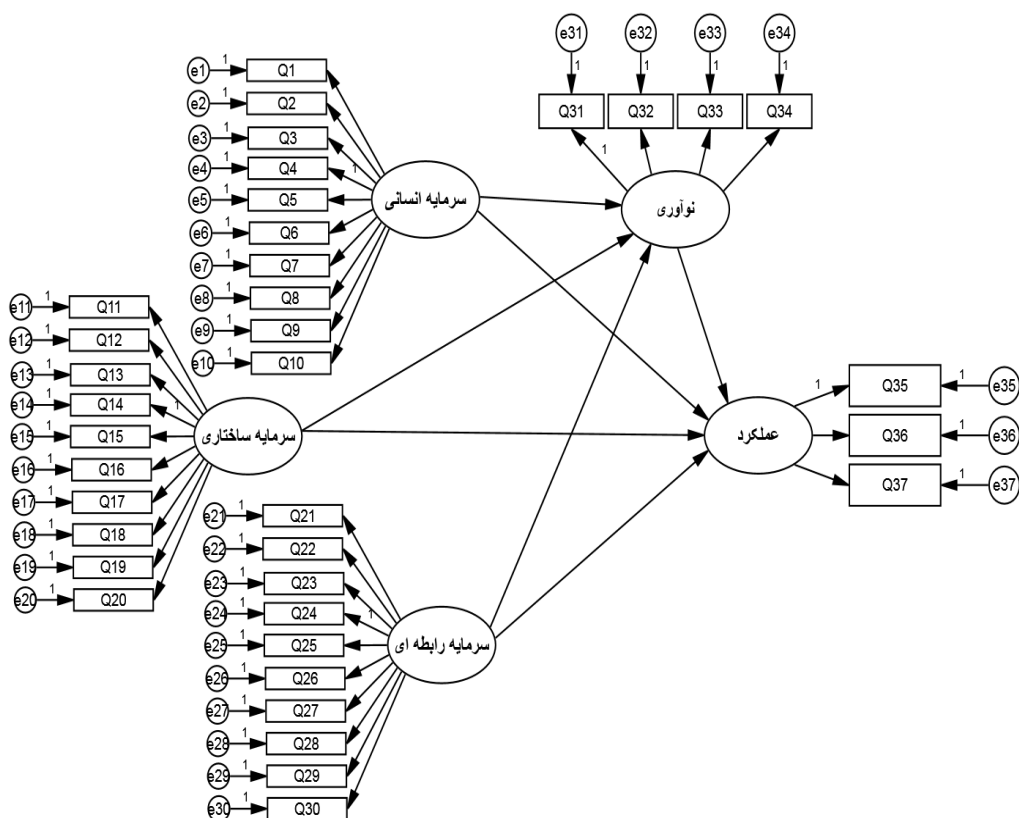 e31 e32 e33 e34
1 1 1 1
Q31 Q32 Q33 Q34
1
نوآوری
e1 1 Q1
e2 1 Q2
e3 1 Q3
e4 1 Q4 1
e5 1 Q5
e6 1 Q6
e7 1 Q7
e8 1 Q8
e9 1 Q9
e10 1 Q10
سرمایه انسانی
e11 1 Q11
e12 1 Q12
e13 1 Q13
e14 1 Q14 1
e15 1 Q15
e16 1 Q16
e17 1 Q17
e18 1 Q18
e19 1 Q19
e20 1 Q20
سرمایه ساختاری
عملکرد
1 Q35 1 e35
Q36 1 e36
Q37 1 e37
e21 1 Q21
e22 1 Q22
e23 1 Q23
e24 1 Q24 1
e25 1 Q25
e26 1 Q26
e27 1 Q27
e28 1 Q28
e29 1 Q29
e30 1 Q30
سرمایه رابطه ای